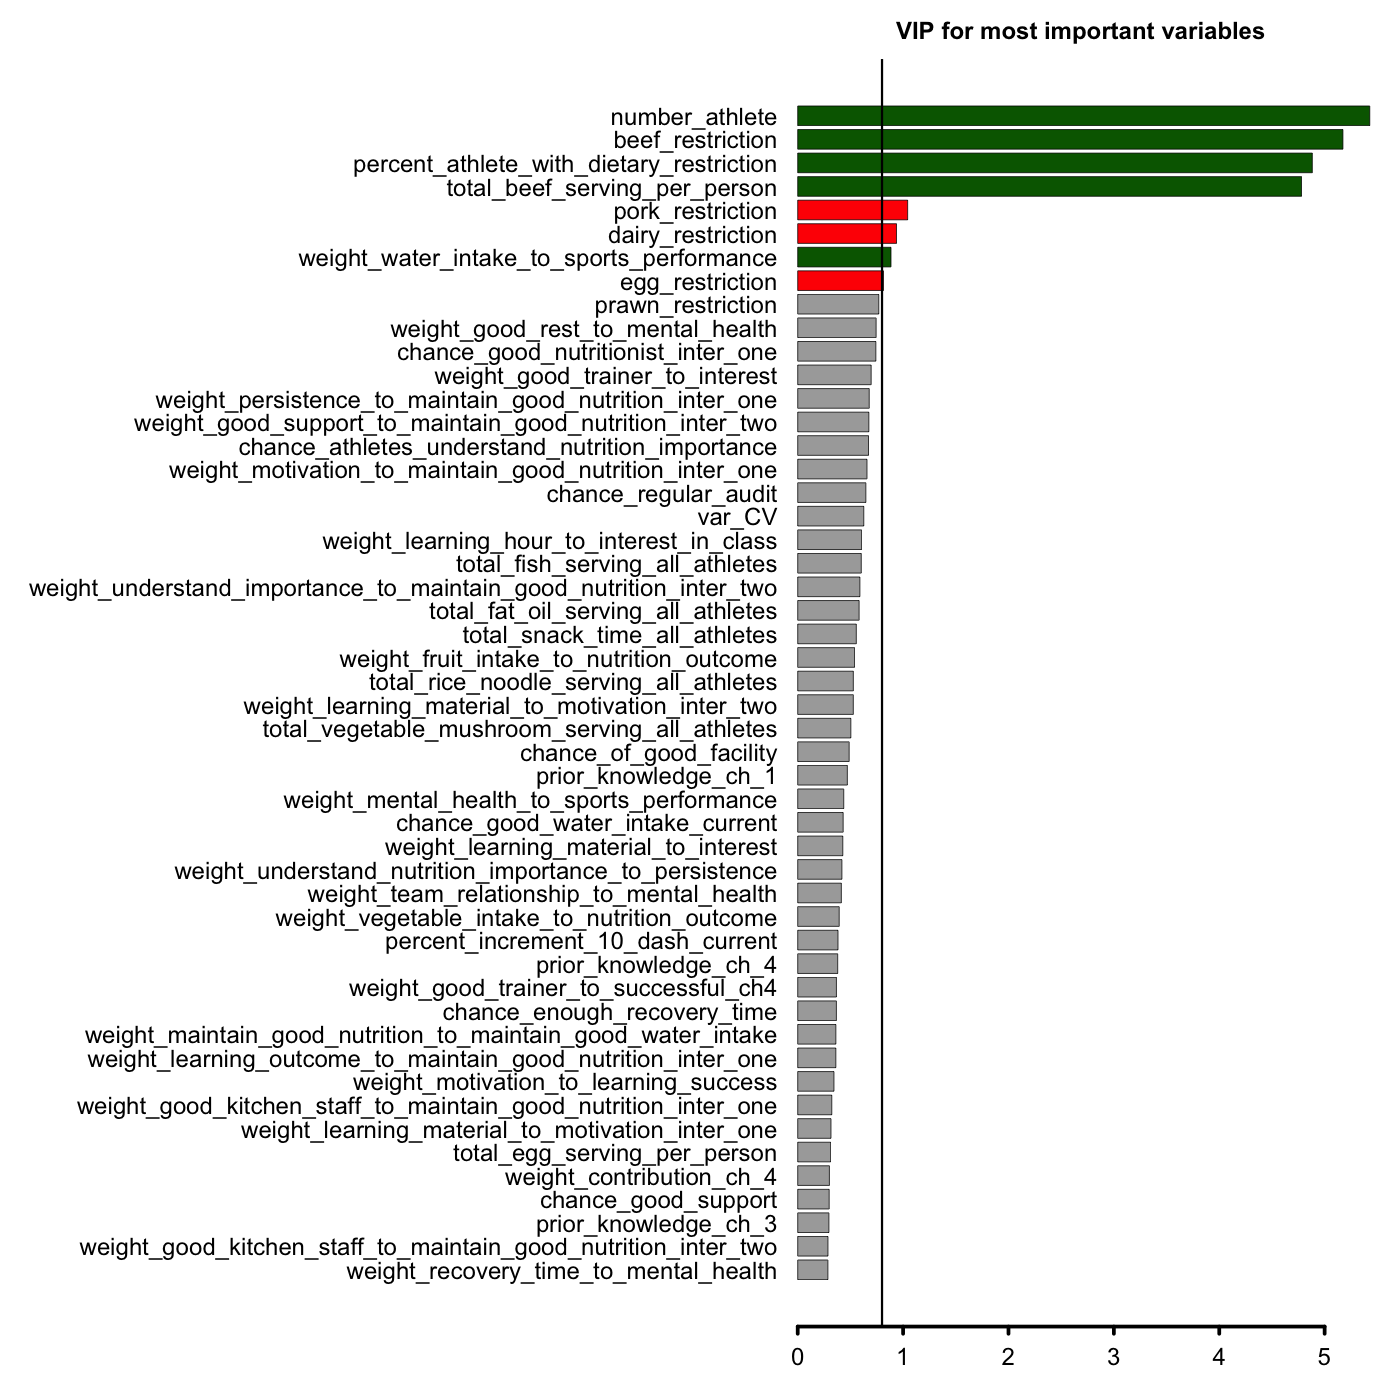 VIP for most important variables
number_athlete
beef_restriction
percent_athlete_with_dietary_restriction
total_beef_serving_per_person
pork_restriction
dairy_restriction
weight_water_intake_to_sports_performance
egg_restriction
prawn_restriction
weight_good_rest_to_mental_health
chance_good_nutritionist_inter_one
weight_good_trainer_to_interest
weight_persistence_to_maintain_good_nutrition_inter_one
weight_good_support_to_maintain_good_nutrition_inter_two
chance_athletes_understand_nutrition_importance
weight_motivation_to_maintain_good_nutrition_inter_one
chance_regular_audit
var_CV
weight_learning_hour_to_interest_in_class
total_fish_serving_all_athletes
weight_understand_importance_to_maintain_good_nutrition_inter_two
total_fat_oil_serving_all_athletes
total_snack_time_all_athletes
weight_fruit_intake_to_nutrition_outcome
total_rice_noodle_serving_all_athletes
weight_learning_material_to_motivation_inter_two
total_vegetable_mushroom_serving_all_athletes
chance_of_good_facility
prior_knowledge_ch_1
weight_mental_health_to_sports_performance
chance_good_water_intake_current
weight_learning_material_to_interest
weight_understand_nutrition_importance_to_persistence
weight_team_relationship_to_mental_health
weight_vegetable_intake_to_nutrition_outcome
percent_increment_10_dash_current
prior_knowledge_ch_4
weight_good_trainer_to_successful_ch4
chance_enough_recovery_time
weight_maintain_good_nutrition_to_maintain_good_water_intake
weight_learning_outcome_to_maintain_good_nutrition_inter_one
weight_motivation_to_learning_success
weight_good_kitchen_staff_to_maintain_good_nutrition_inter_one
weight_learning_material_to_motivation_inter_one
total_egg_serving_per_person
weight_contribution_ch_4
chance_good_support
prior_knowledge_ch_3
weight_good_kitchen_staff_to_maintain_good_nutrition_inter_two
weight_recovery_time_to_mental_health
0 1 2 3 4 5